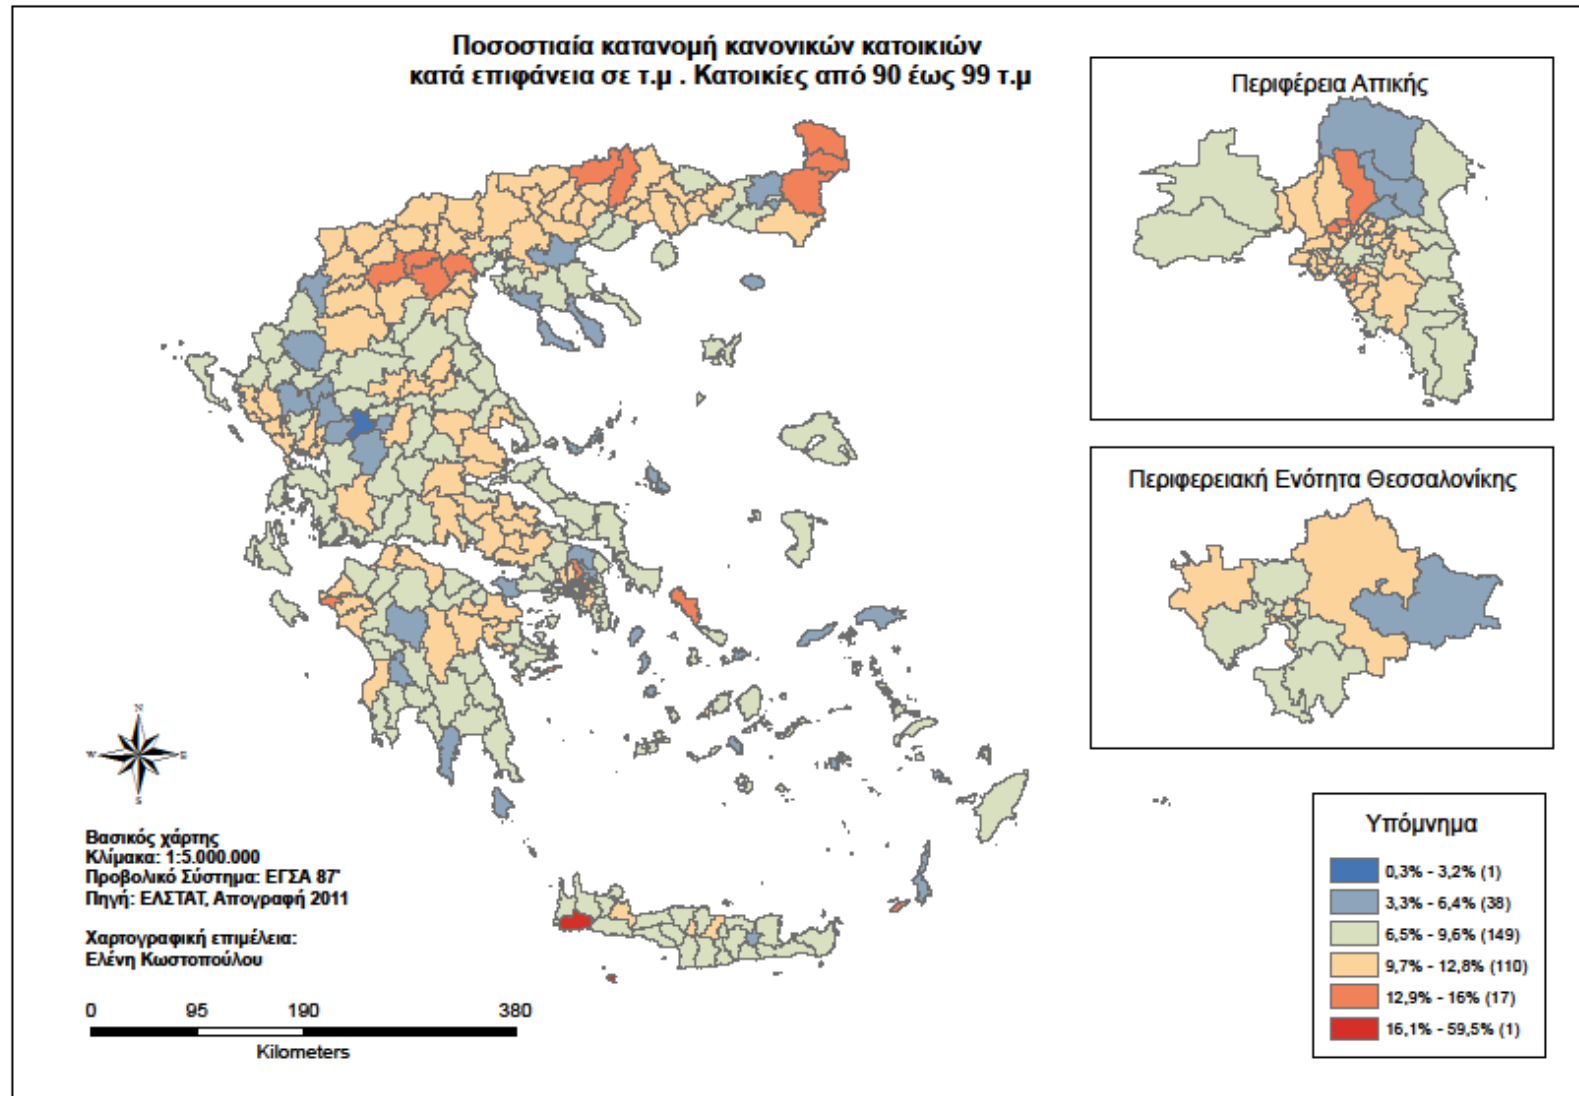 Ποσοστιαία κατανομή κανονικών κατοικιών
κατά επιφάνεια σε τ.μ . Κατοικίες από 90 έως 99 τ.μ
Περιφέρεια Αττικής
Περιφερειακή Ενότητα Θεσσαλονίκης
N
W
E
S
Βασικός χάρτης
Κλίμακα: 1:5.000.000
Προβολικό Σύστημα: ΕΓΣΑ 87'
Πηγή: ΕΛΣΤΑΤ, Απογραφή 2011
Χαρτογραφική επιμέλεια:
Ελένη Κωστοπούλου
0 95 190 380
Kilometers
Υπόμνημα
0,3% - 3,2% (1)
3,3% - 6,4% (38)
6,5% - 9,6% (149)
9,7% - 12,8% (110)
12,9% - 16% (17)
16,1% - 59,5% (1)